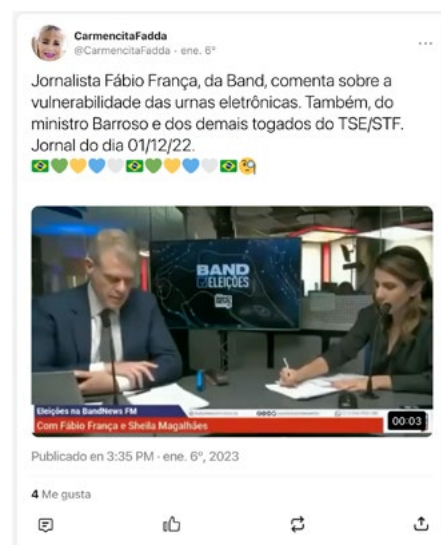 CarmencitaFadda
@CarmencitaFadda · ene. 6°
Jornalista Fábio França, da Band, comenta sobre a
vulnerabilidade das urnas eletrônicas. Também, do
ministro Barroso e dos demais togados do TSE/STF.
Jornal do dia 01/12/22.
🇧🇷💚💛💙🤍🇧🇷💚💛💙🤍🇧🇷🧐
BAND
ELEIÇÕES
Eleições na BandNews FM
Com Fábio França e Sheila Magalhães
00:03
Publicado en 3:35 PM · ene. 6°, 2023
4 Me gusta